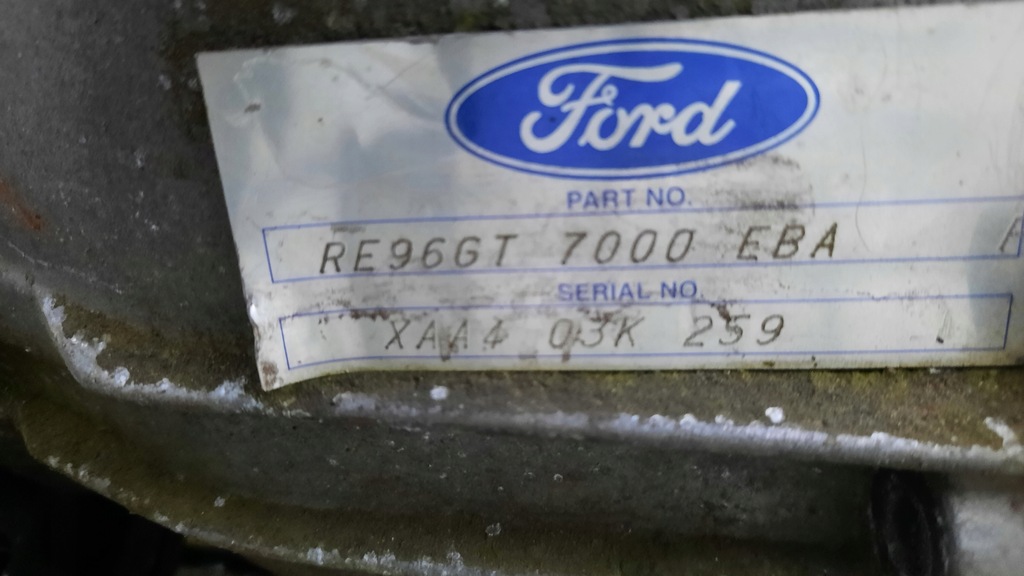 Ford
PART NO.
RE96GT 7000 EBA
SERIAL NO.
XAA4 03K 259